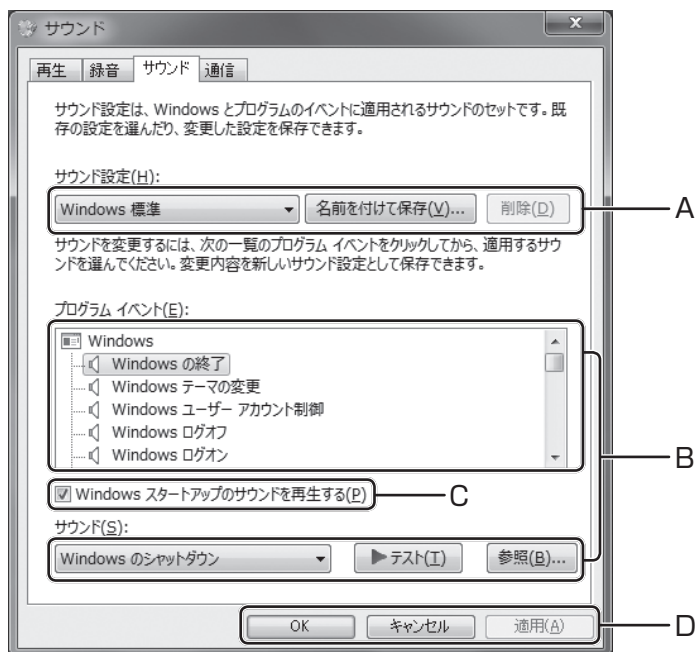 サウンド
再生 録音 サウンド 通信
サウンド設定は、Windows とプログラムのイベントに適用されるサウンドのセットです。既
存の設定を選んだり、変更した設定を保存できます。
サウンド設定(H):
Windows 標準 名前を付けて保存(V)... 削除(D)
A
サウンドを変更するには、次の一覧のプログラム イベントをクリックしてから、適用するサウ
ンドを選んでください。変更内容を新しいサウンド設定として保存できます。
プログラム イベント(E):
Windows
Windows の終了
Windows テーマの変更
Windows ユーザー アカウント制御
Windows ログオフ
Windows ログオン
B
Windows スタートアップのサウンドを再生する(P)
C
サウンド(S):
Windows のシャットダウン テスト(T) 参照(B)...
OK キャンセル 適用(A)
D